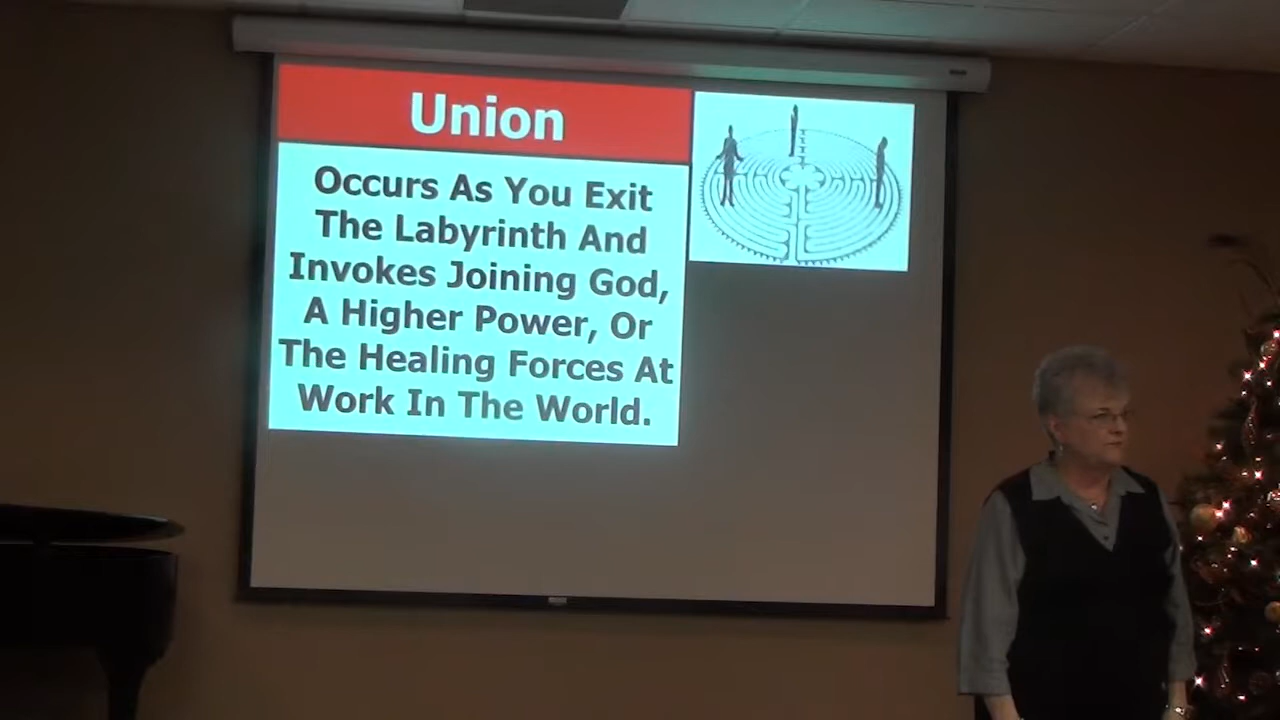 Union
Occurs As You Exit
The Labyrinth And
Invokes Joining God,
A Higher Power, Or
The Healing Forces At
Work In The World.